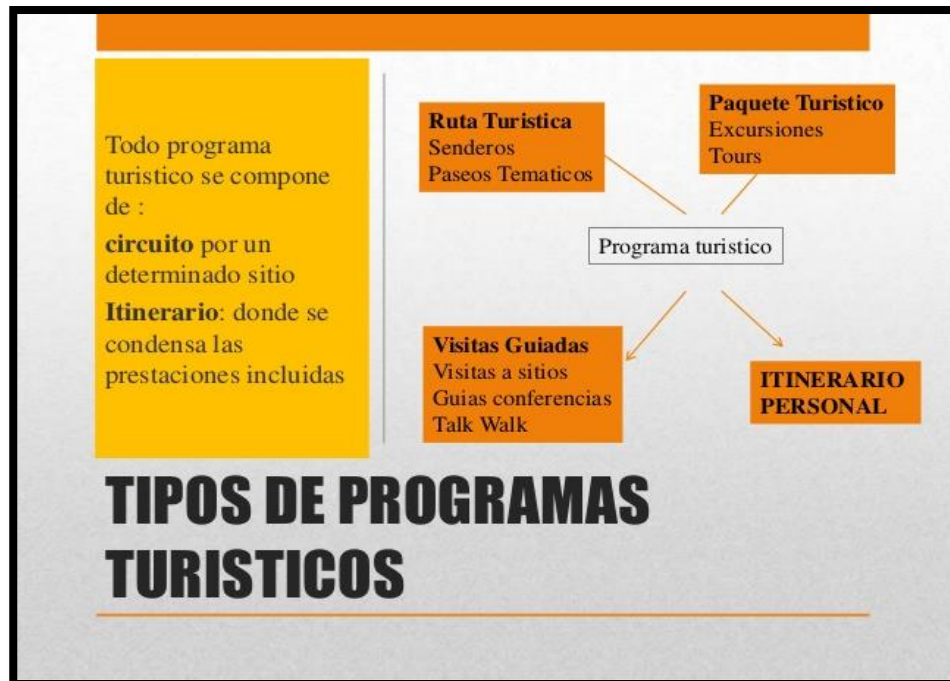 Todo programa
turistico se compone
de :
circuito por un
determinado sitio
Itinerario: donde se
condensa las
prestaciones incluidas
Ruta Turistica
Senderos
Paseos Tematicos
Paquete Turistico
Excursiones
Tours
Programa turistico
Visitas Guiadas
Visitas a sitios
Guias conferencias
Talk Walk
ITINERARIO
PERSONAL
TIPOS DE PROGRAMAS
TURISTICOS